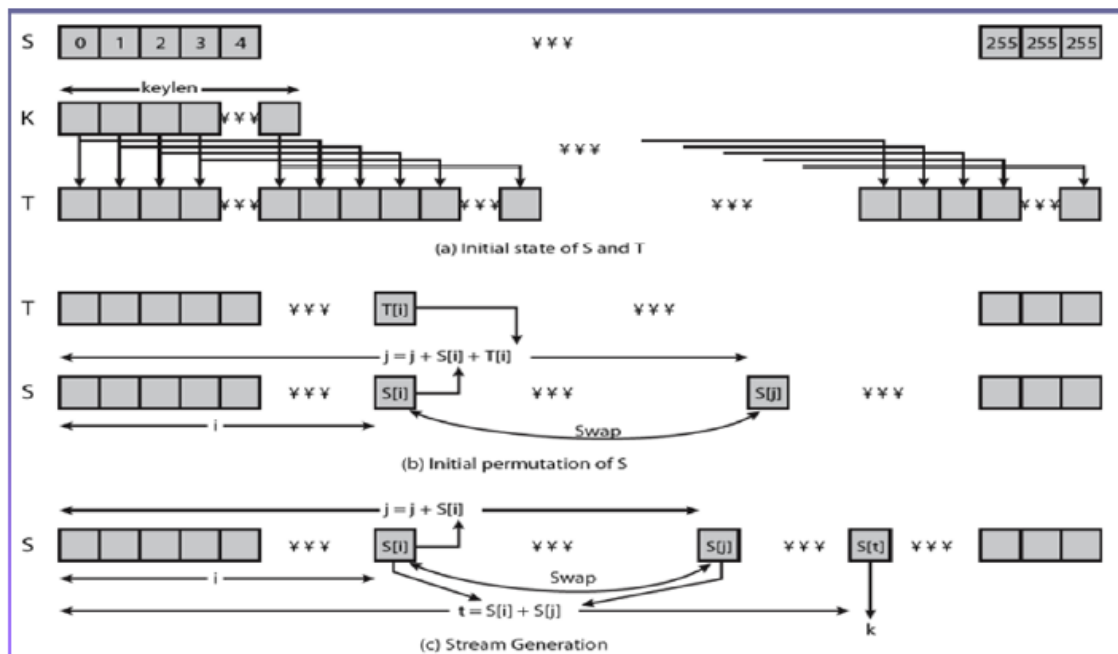 S 0 1 2 3 4 ¥ ¥ ¥ 255 255 255
keylen
K ¥ ¥ ¥
¥ ¥ ¥
T ¥ ¥ ¥ ¥ ¥ ¥ ¥ ¥ ¥ ¥ ¥ ¥
(a) Initial state of S and T
T ¥ ¥ ¥ T[i] ¥ ¥ ¥
j = j + S[i] + T[i]
S ¥ ¥ ¥ S[i] ¥ ¥ ¥ S[j] ¥ ¥ ¥
i
Swap
(b) Initial permutation of S
j = j + S[i]
S ¥ ¥ ¥ S[i] ¥ ¥ ¥ S[j] ¥ ¥ ¥ S[t] ¥ ¥ ¥
i
Swap
t = S[i] + S[j]
k
(c) Stream Generation